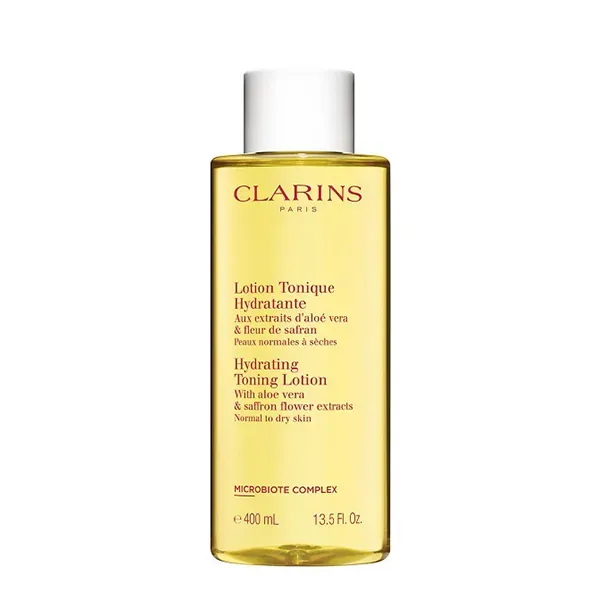 CLARINS
PARIS
Lotion Tonique
Hydratante
Aux extraits d'aloé vera
& fleur de safran
Peaux normales à sèches
Hydrating
Toning Lotion
With aloe vera
& saffron flower extracts
Normal to dry skin
MICROBIOTE COMPLEX
℮400 mL 13.5 Fl. Oz.